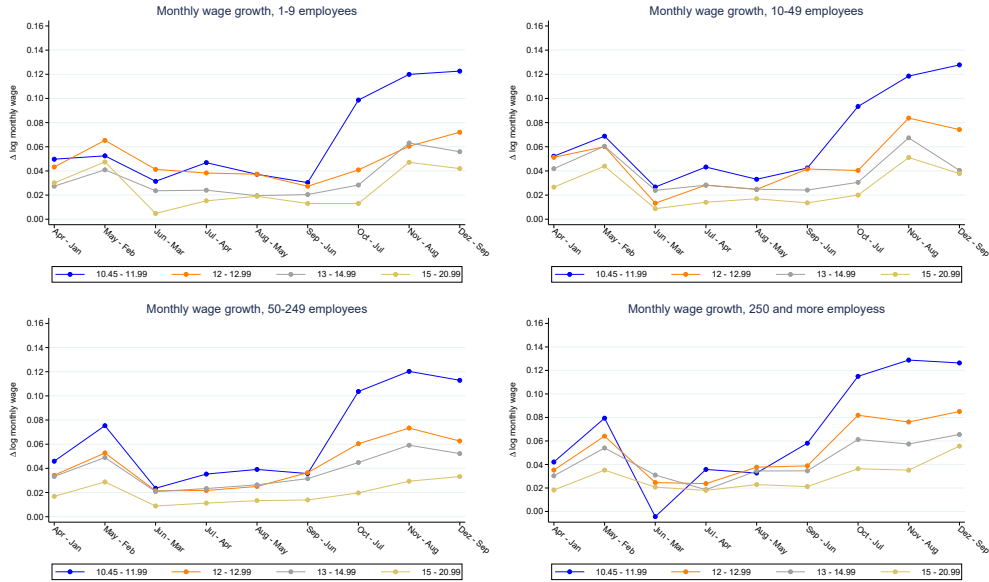 Monthly wage growth, 1-9 employees
0.16
0.14
0.12
0.10
0.08
0.06
0.04
0.02
0.00
Δ log monthly wage
Apr - Jan
May - Feb
Jun - Mar
Jul - Apr
Aug - May
Sep - Jun
Oct - Jul
Nov - Aug
Dez - Sep
10.45 - 11.99 12 - 12.99 13 - 14.99 15 - 20.99
Monthly wage growth, 10-49 employees
0.16
0.14
0.12
0.10
0.08
0.06
0.04
0.02
0.00
Δ log monthly wage
Apr - Jan
May - Feb
Jun - Mar
Jul - Apr
Aug - May
Sep - Jun
Oct - Jul
Nov - Aug
Dez - Sep
10.45 - 11.99 12 - 12.99 13 - 14.99 15 - 20.99
Monthly wage growth, 50-249 employees
0.16
0.14
0.12
0.10
0.08
0.06
0.04
0.02
0.00
Δ log monthly wage
Apr - Jan
May - Feb
Jun - Mar
Jul - Apr
Aug - May
Sep - Jun
Oct - Jul
Nov - Aug
Dez - Sep
10.45 - 11.99 12 - 12.99 13 - 14.99 15 - 20.99
Monthly wage growth, 250 and more employess
0.16
0.14
0.12
0.10
0.08
0.06
0.04
0.02
0.00
Δ log monthly wage
Apr - Jan
May - Feb
Jun - Mar
Jul - Apr
Aug - May
Sep - Jun
Oct - Jul
Nov - Aug
Dez - Sep
10.45 - 11.99 12 - 12.99 13 - 14.99 15 - 20.99